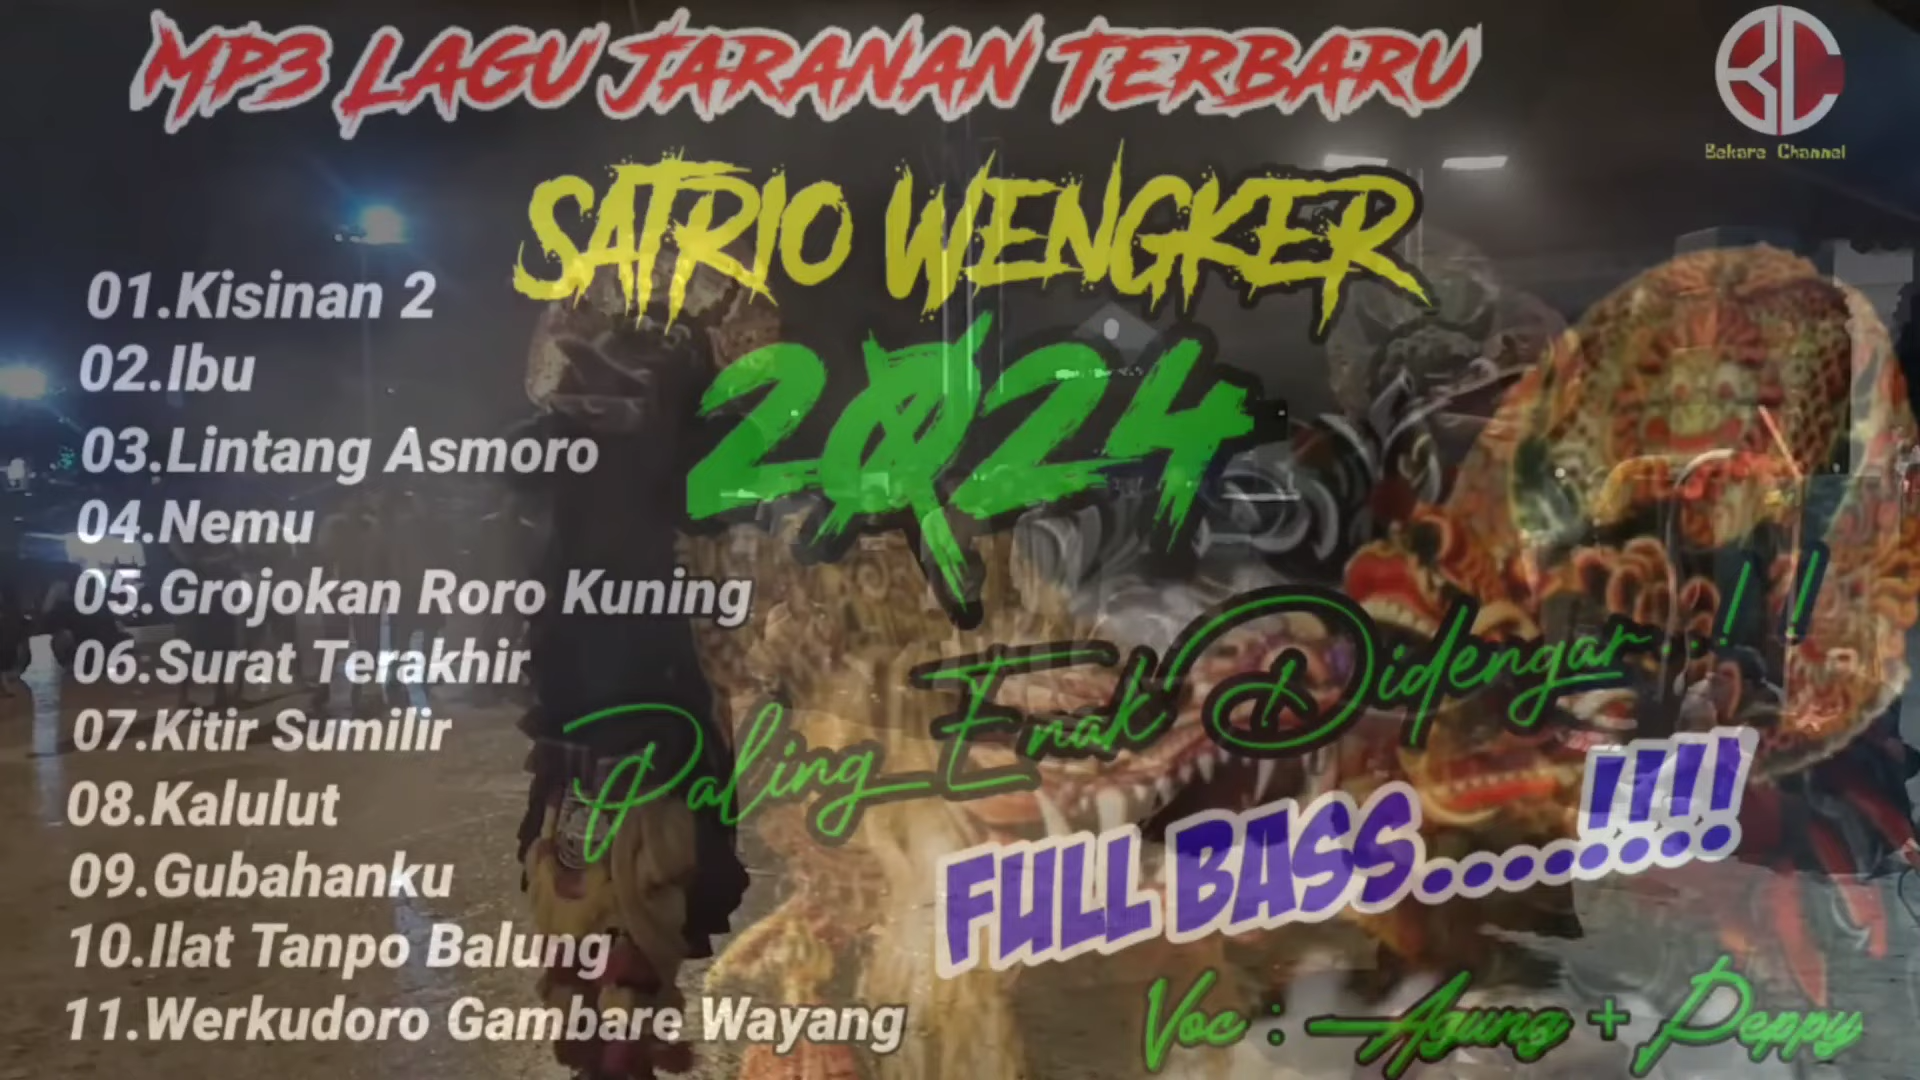 MP3 LAGU JARANAN TERBARU
BC
Bekare Channel
SATRIO WENGKER
2024
01.Kisinan 2
02.Ibu
03.Lintang Asmoro
04.Nemu
05.Grojokan Roro Kuning
06.Surat Terakhir
07.Kitir Sumilir
08.Kalulut
09.Gubahanku
10.Ilat Tanpo Balung
11.Werkudoro Gambare Wayang
Paling Enak Didengar..!!
FULL BASS........!!!!
Voc : Agung + Peppy